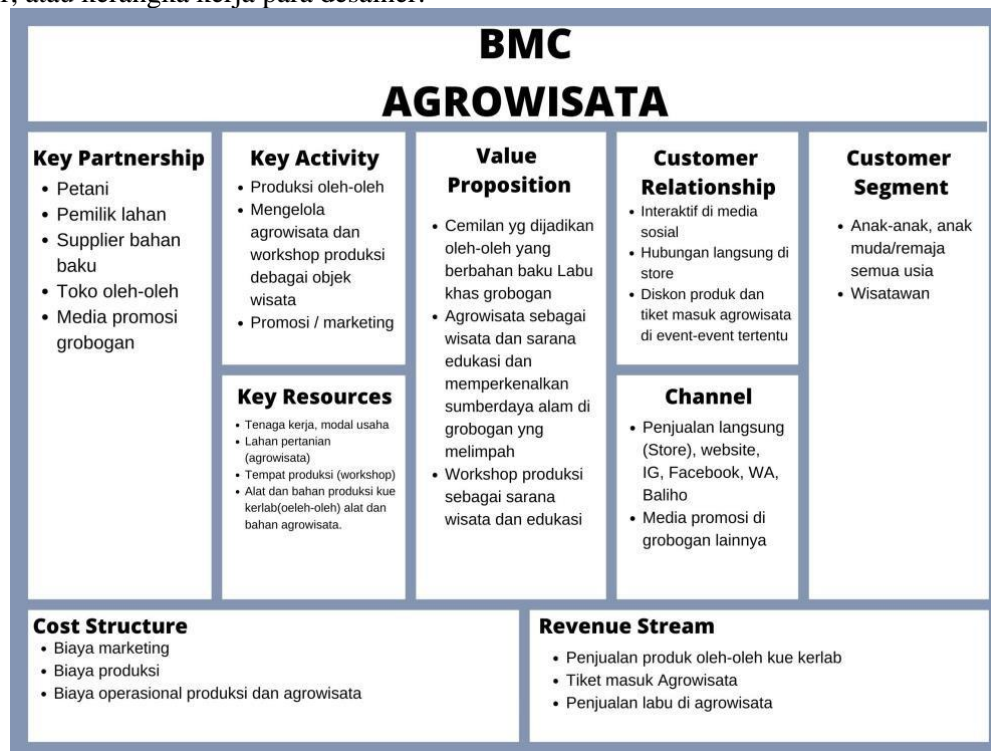 r, atau kerangka kerja para desainer.
BMC
AGROWISATA
Key Partnership
• Petani
• Pemilik lahan
• Supplier bahan
baku
• Toko oleh-oleh
• Media promosi
grobogan
Key Activity
• Produksi oleh-oleh
• Mengelola
agrowisata dan
workshop produksi
debagai objek
wisata
• Promosi / marketing
Key Resources
• Tenaga kerja, modal usaha
• Lahan pertanian
(agrowisata)
• Tempat produksi (workshop)
• Alat dan bahan produksi kue
kerlab(oeleh-oleh) alat dan
bahan agrowisata.
Value
Proposition
• Cemilan yg dijadikan
oleh-oleh yang
berbahan baku Labu
khas grobogan
• Agrowisata sebagai
wisata dan sarana
edukasi dan
memperkenalkan
sumberdaya alam di
grobogan yng
melimpah
• Workshop produksi
sebagai sarana
wisata dan edukasi
Customer
Relationship
• Interaktif di media
sosial
• Hubungan langsung di
store
• Diskon produk dan
tiket masuk agrowisata
di event-event tertentu
Channel
• Penjualan langsung
(Store), website,
IG, Facebook, WA,
Baliho
• Media promosi di
grobogan lainnya
Customer
Segment
• Anak-anak, anak
muda/remaja
semua usia
• Wisatawan
Cost Structure
• Biaya marketing
• Biaya produksi
• Biaya operasional produksi dan agrowisata
Revenue Stream
• Penjualan produk oleh-oleh kue kerlab
• Tiket masuk Agrowisata
• Penjualan labu di agrowisata